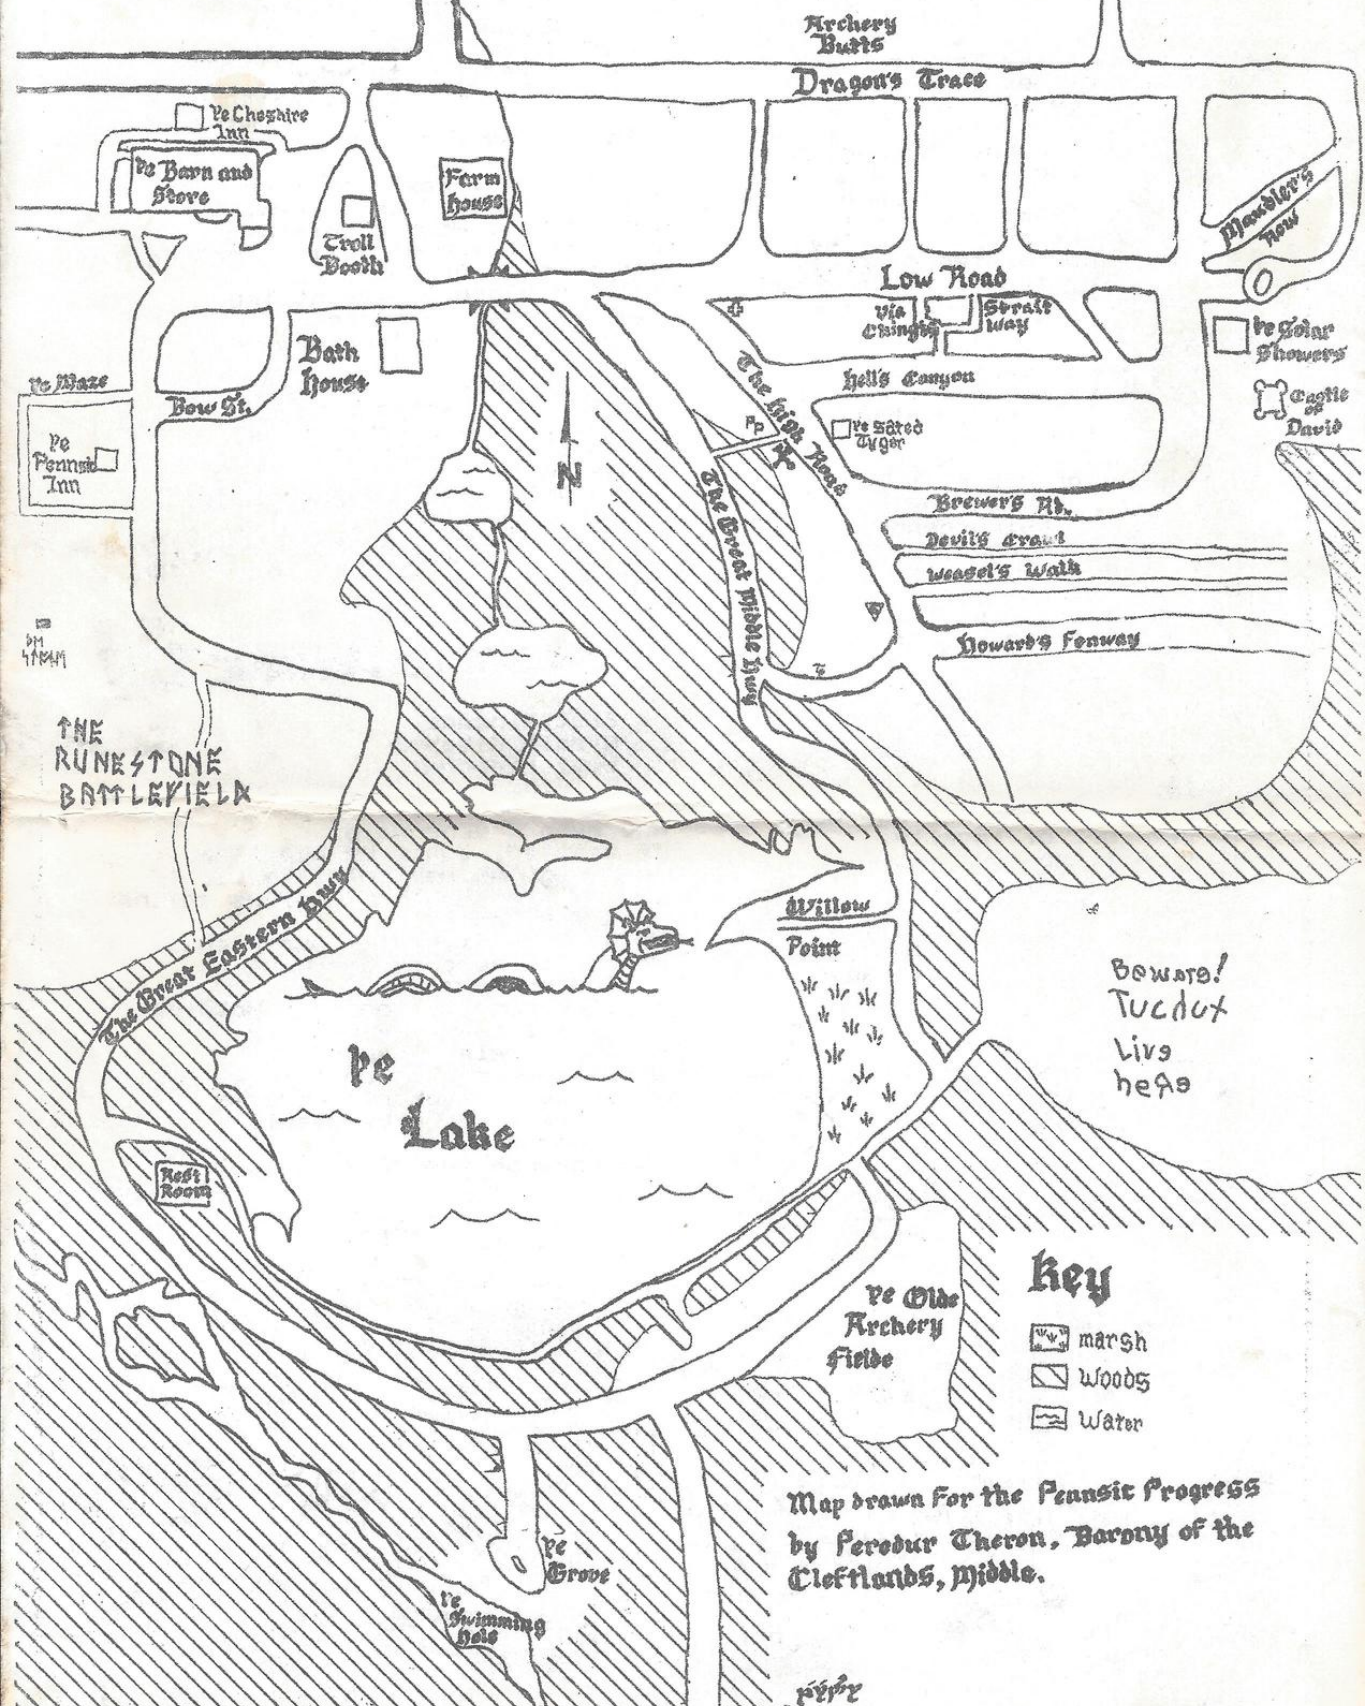 Archery
Butts
Dragon's Trace
Ye Cheshire
Inn
Ye Barn and
Store
Farm
house
Troll
Booth
Maudler's
Row
Low Road
Via
Chingis
Strait
Way
Ye Solar
Showers
Bath
house
Ye Maze
Bow St.
Ye
Pennsic
Inn
N
Hell's Canyon
The high Road
PP
Ye Sated
Tyger
Castle
of
David
Brewer's Rd.
Devil's Crawl
Weasel's Walk
Howard's Fenway
The Great Middle Hwy
THE
RUNESTONE
BATTLEFIELD
The Great Eastern Hwy
Willow
Point
Beware!
Tuchux
Live
here
Ye
Lake
Rest
Room
Ye Olde
Archery
Fielde
Key
marsh
Woods
Water
Map drawn For the Pennsic Progress
by Peredur Theron, Barony of the
Cleftlands, Middle.
Ye
Grove
Ye
Swimming
Hole